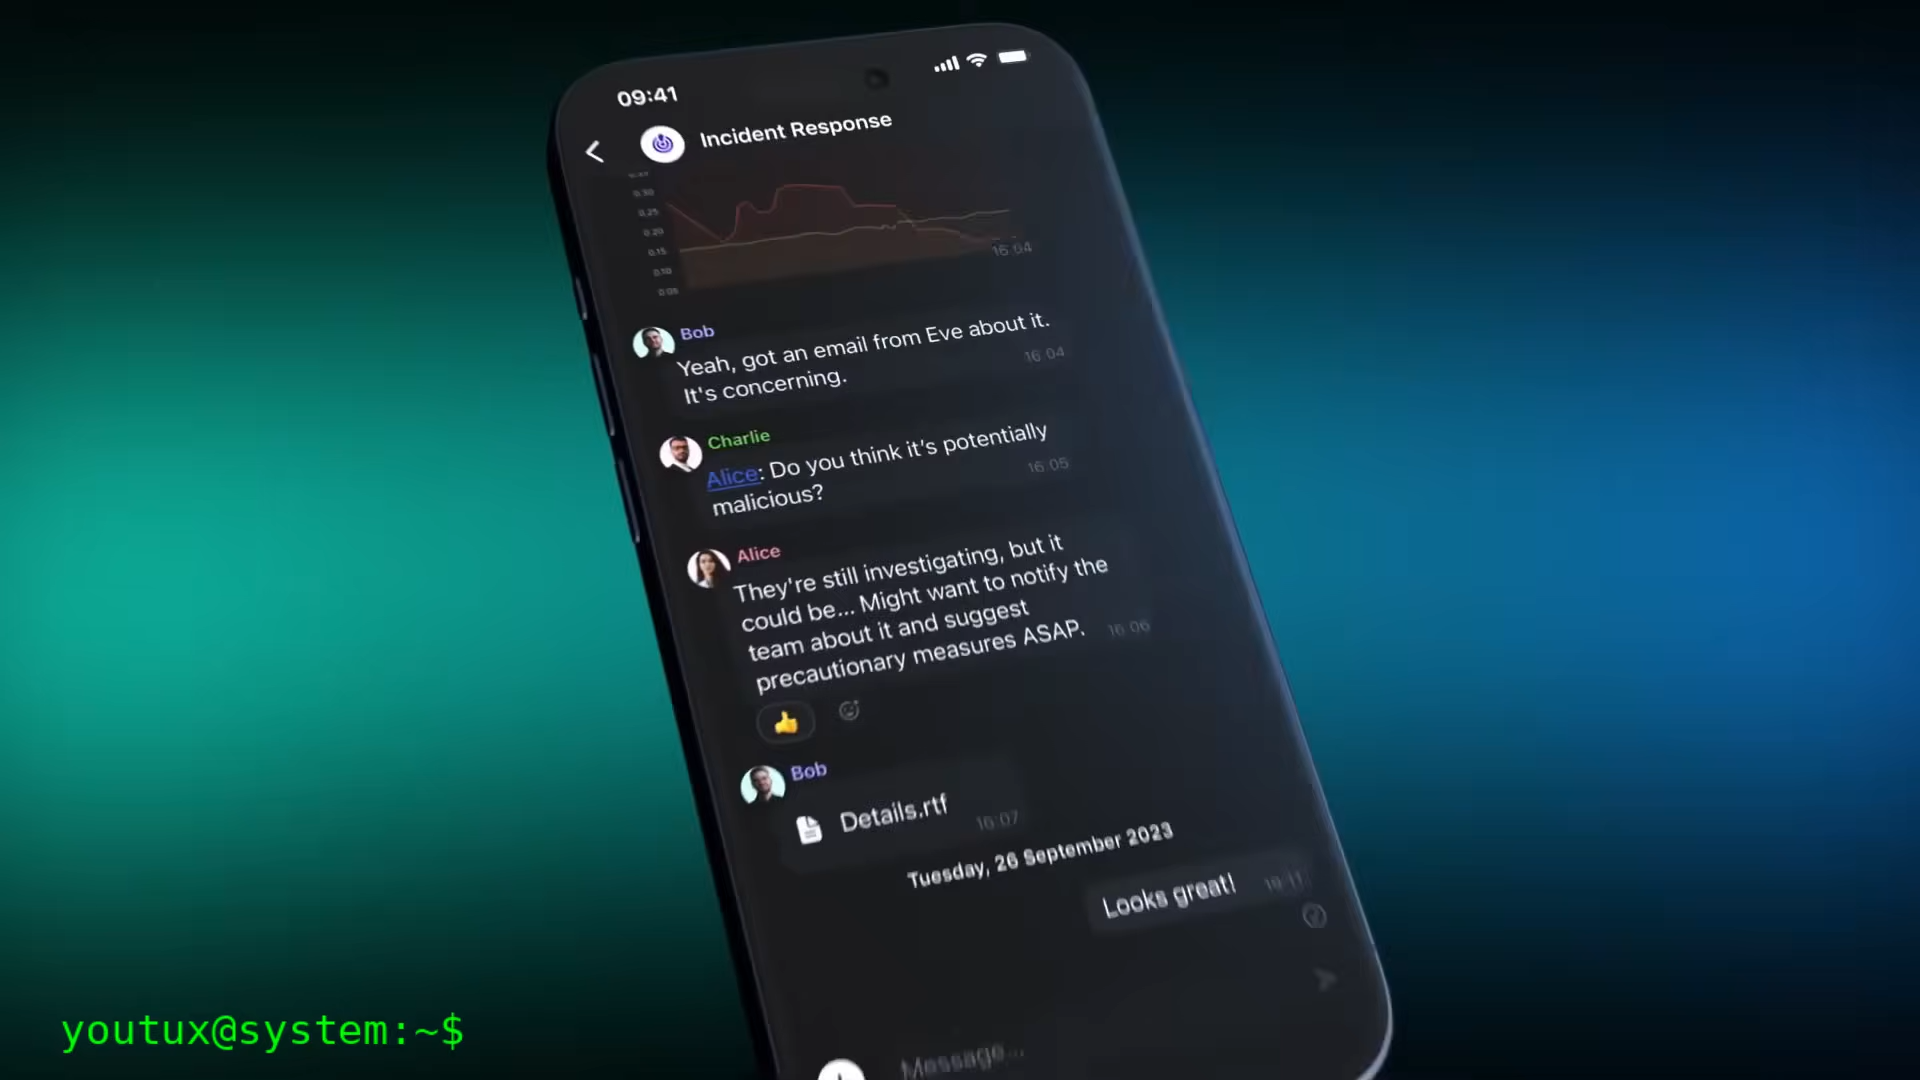 09:41
Incident Response
0.30
0.25
0.20
0.15
0.10
0.05
16:04
Bob
Yeah, got an email from Eve about it.
It's concerning.
16:04
Charlie
Alice: Do you think it's potentially
malicious?
16:05
Alice
They're still investigating, but it
could be... Might want to notify the
team about it and suggest
precautionary measures ASAP.
16:06
Bob
Details.rtf
16:07
Tuesday, 26 September 2023
Looks great!
Message...
youtux@system:~$